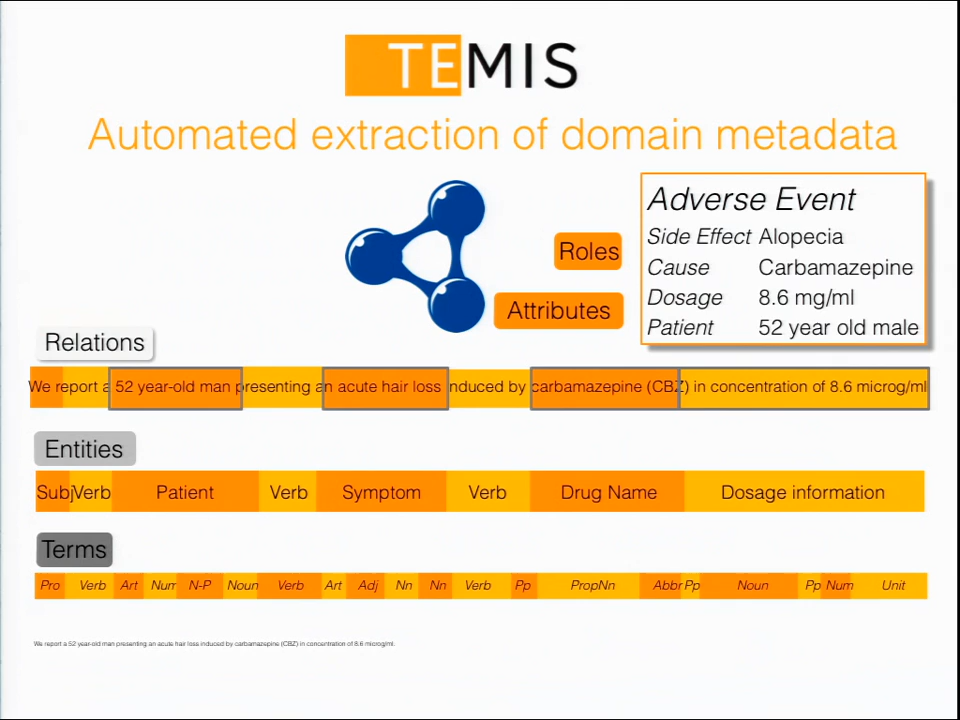 TEMIS
Automated extraction of domain metadata
Adverse Event
Side Effect Alopecia
Cause Carbamazepine
Dosage 8.6 mg/ml
Patient 52 year old male
Roles
Attributes
Relations
We report a 52 year-old man presenting an acute hair loss induced by carbamazepine (CBZ) in concentration of 8.6 microg/ml
Entities
Subj Verb Patient Verb Symptom Verb Drug Name Dosage information
Terms
Pro Verb Art Num N-P Noun Verb Art Adj Nn Nn Verb Pp PropNn Abbr Pp Noun Pp Num Unit
We report a 52 year-old man presenting an acute hair loss induced by carbamazepine (CBZ) in concentration of 8.6 microg/ml.